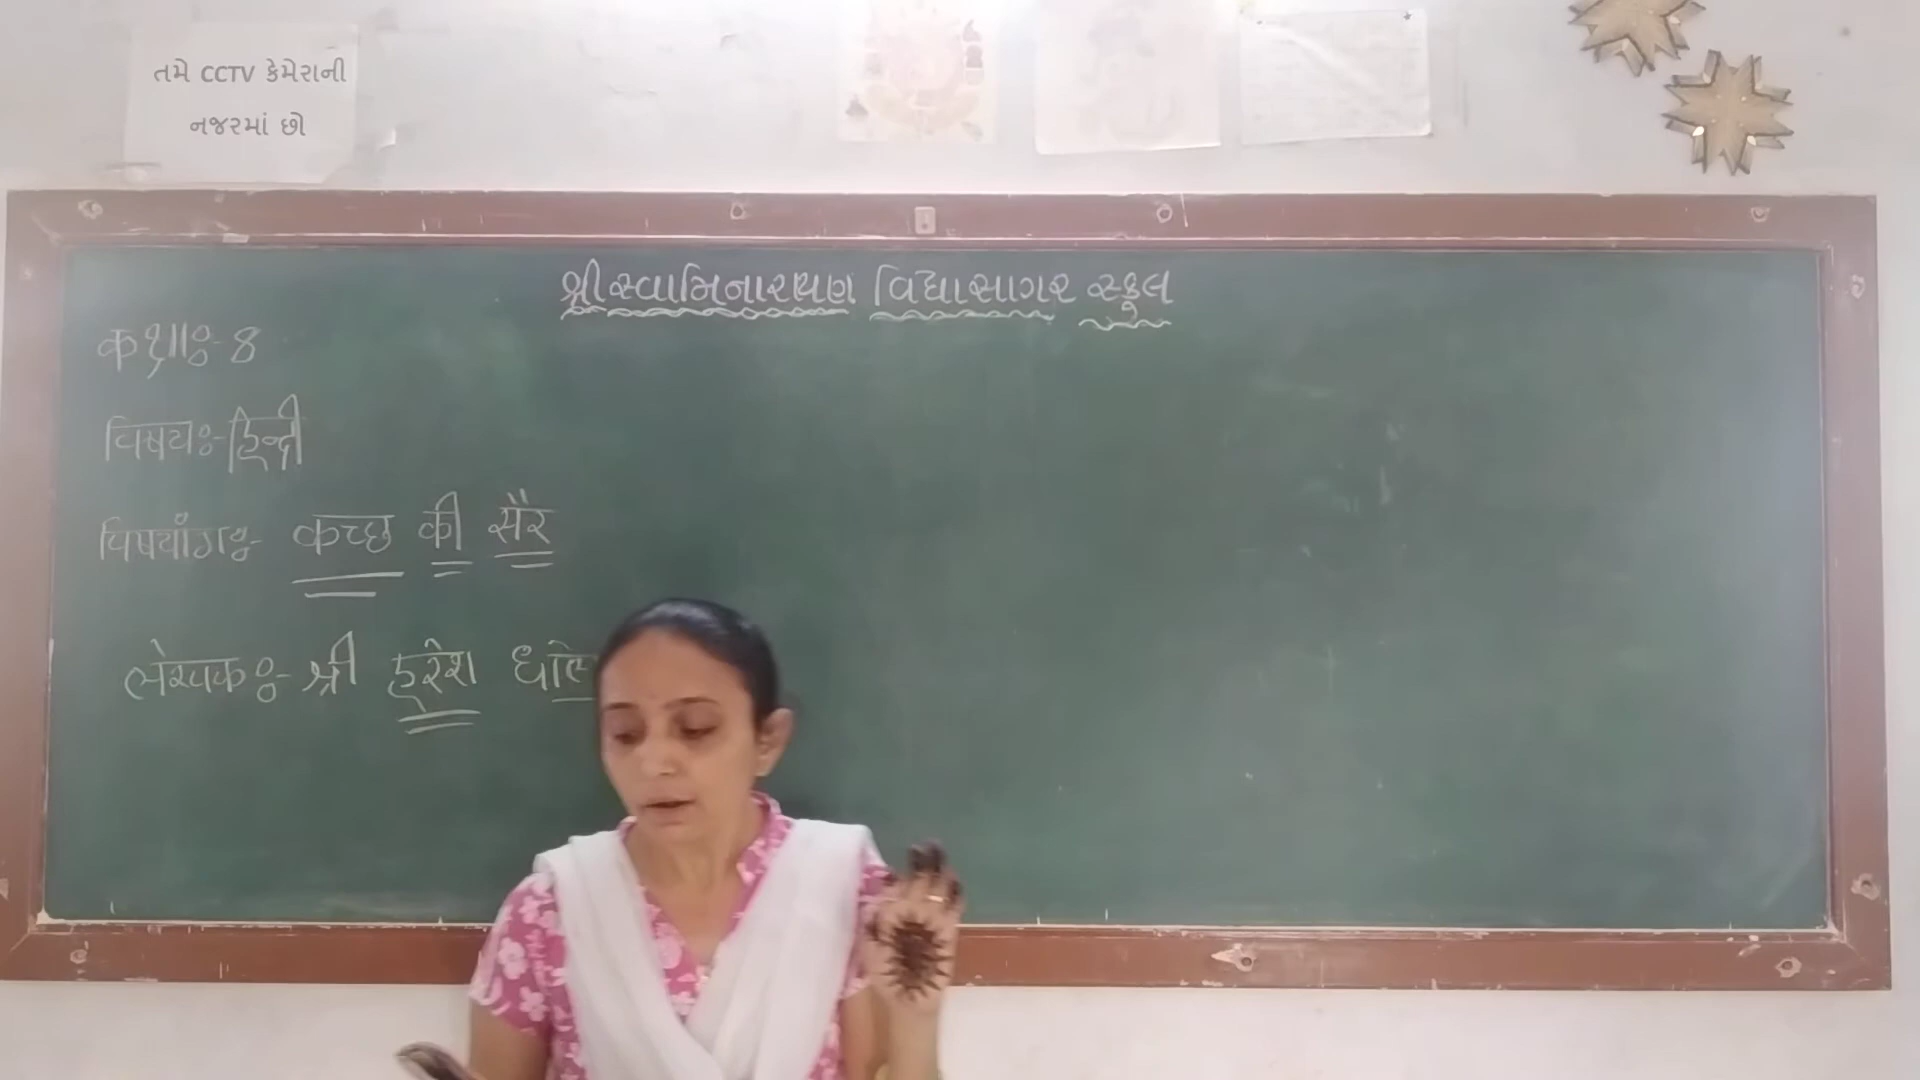 તમે CCTV કેમેરાની
નજરમાં છો
શ્રી સ્વામિનારાયણ વિદ્યાસાગર સ્કુલ
कक्षाः- 8
विषयः- हिन्दी
विषयाँगः- कच्छ की सैर
लेखकः- श्री हरेश